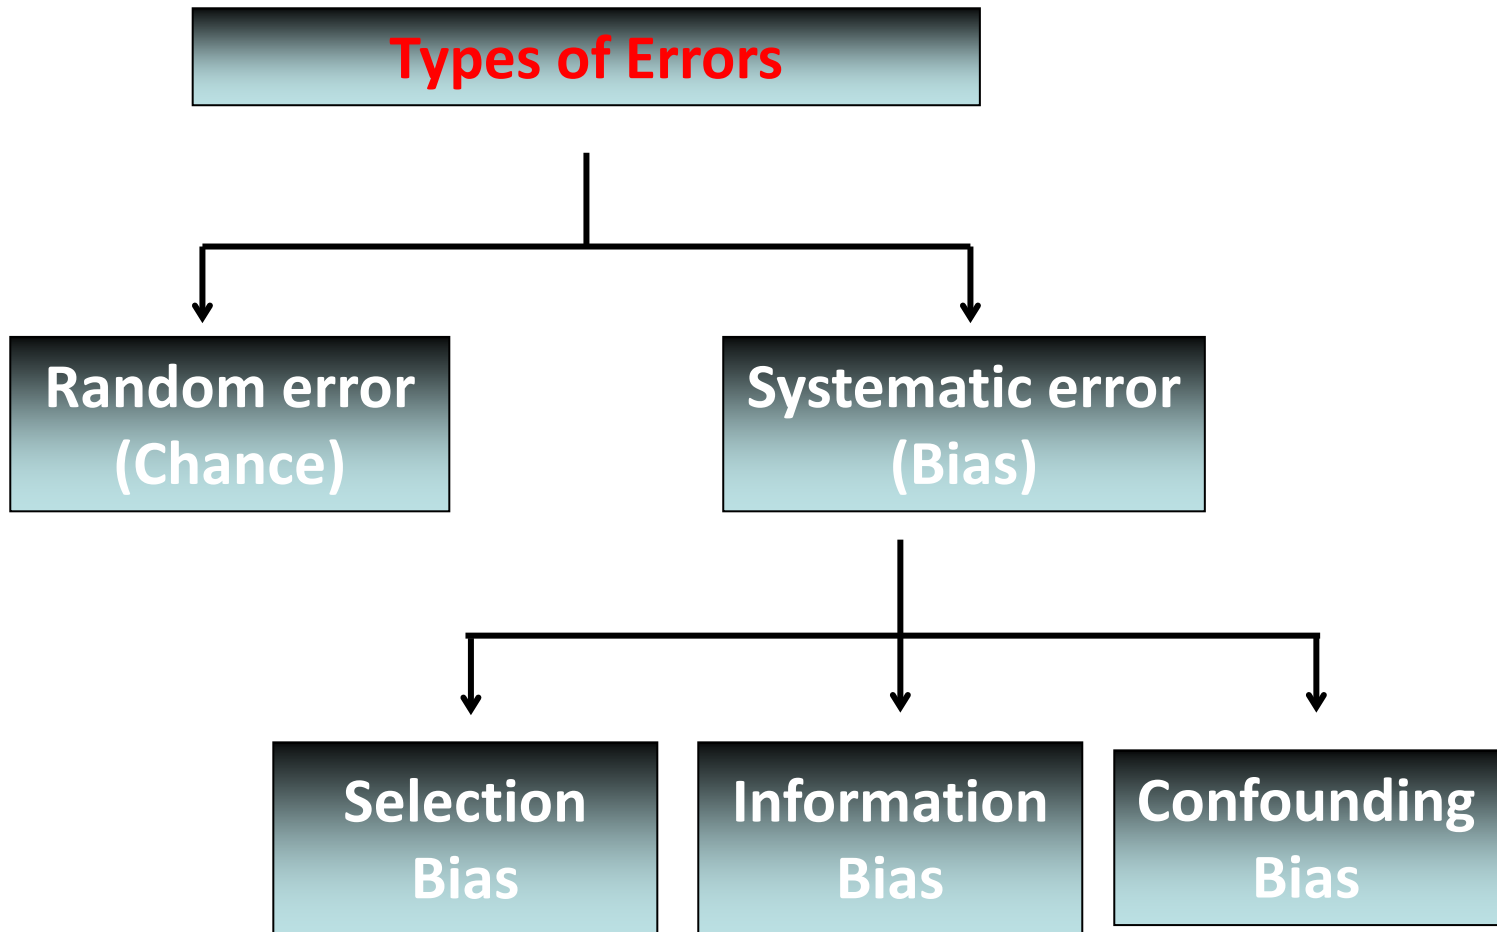 Types of Errors
Random error
(Chance)
Systematic error
(Bias)
Selection
Bias
Information
Bias
Confounding
Bias